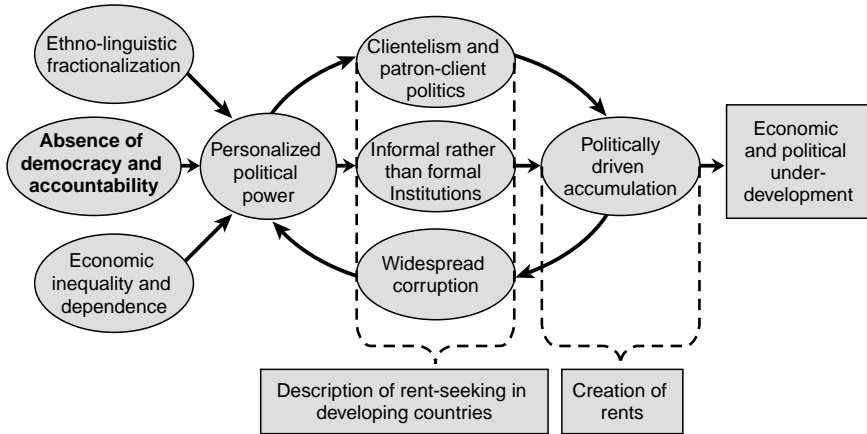 Ethno-linguistic
fractionalization
Absence of
democracy and
accountability
Economic
inequality and
dependence
Personalized
political
power
Clientelism and
patron-client
politics
Informal rather
than formal
Institutions
Widespread
corruption
Politically
driven
accumulation
Economic
and political
under-
development
Description of rent-seeking in
developing countries
Creation of
rents